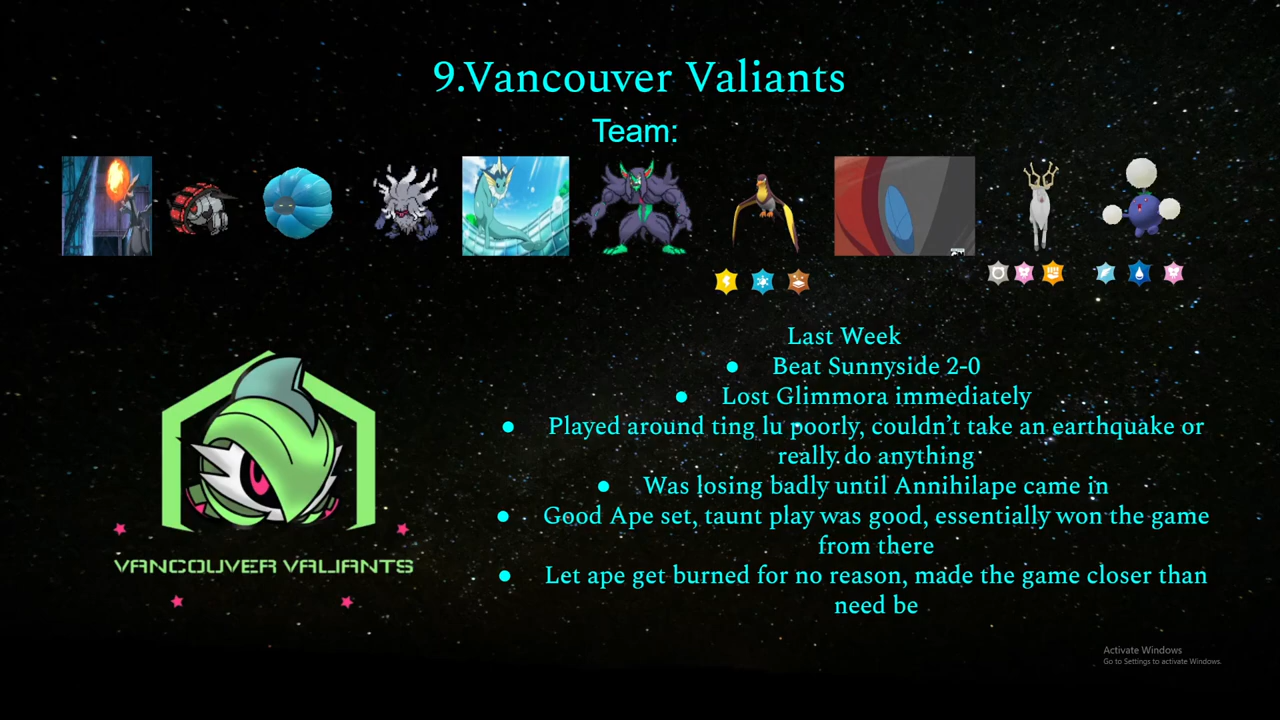 9.Vancouver Valiants
Team:
Last Week
● Beat Sunnyside 2-0
● Lost Glimmora immediately
● Played around ting lu poorly, couldn't take an earthquake or
really do anything
● Was losing badly until Annihilape came in
● Good Ape set, taunt play was good, essentially won the game
from there
● Let ape get burned for no reason, made the game closer than
need be
VANCOUVER VALIANTS
Activate Windows
Go to Settings to activate Windows.